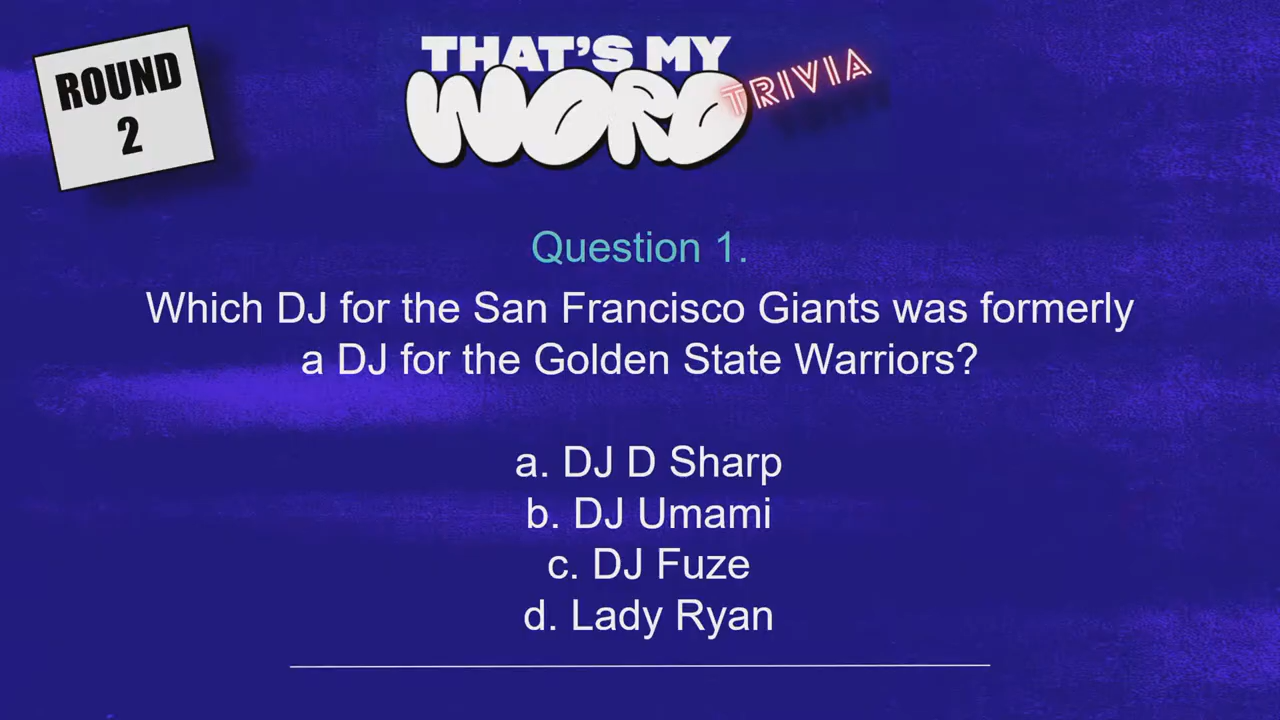 ROUND
2
THAT'S MY
WORD
TRIVIA
Question 1.
Which DJ for the San Francisco Giants was formerly
a DJ for the Golden State Warriors?
a. DJ D Sharp
b. DJ Umami
c. DJ Fuze
d. Lady Ryan